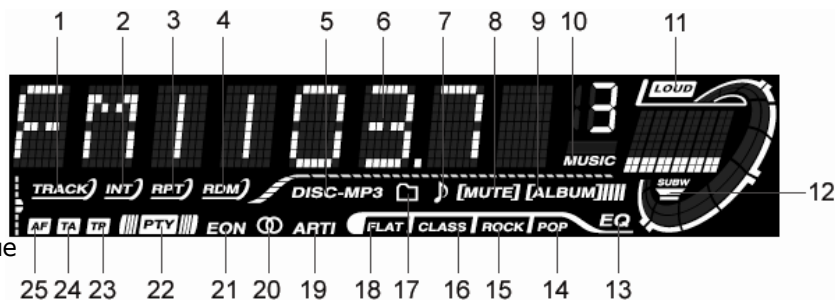 1 2 3 4 5 6 7 8 9 10 11
LOUD
FM1 103.7 3
MUSIC
TRACK INT RPT RDM DISC-MP3 [MUTE] [ALBUM] SUBW 12
AF TA TP PTY EON ARTI FLAT CLASS ROCK POP EQ
ие
25 24 23 22 21 20 19 18 17 16 15 14 13